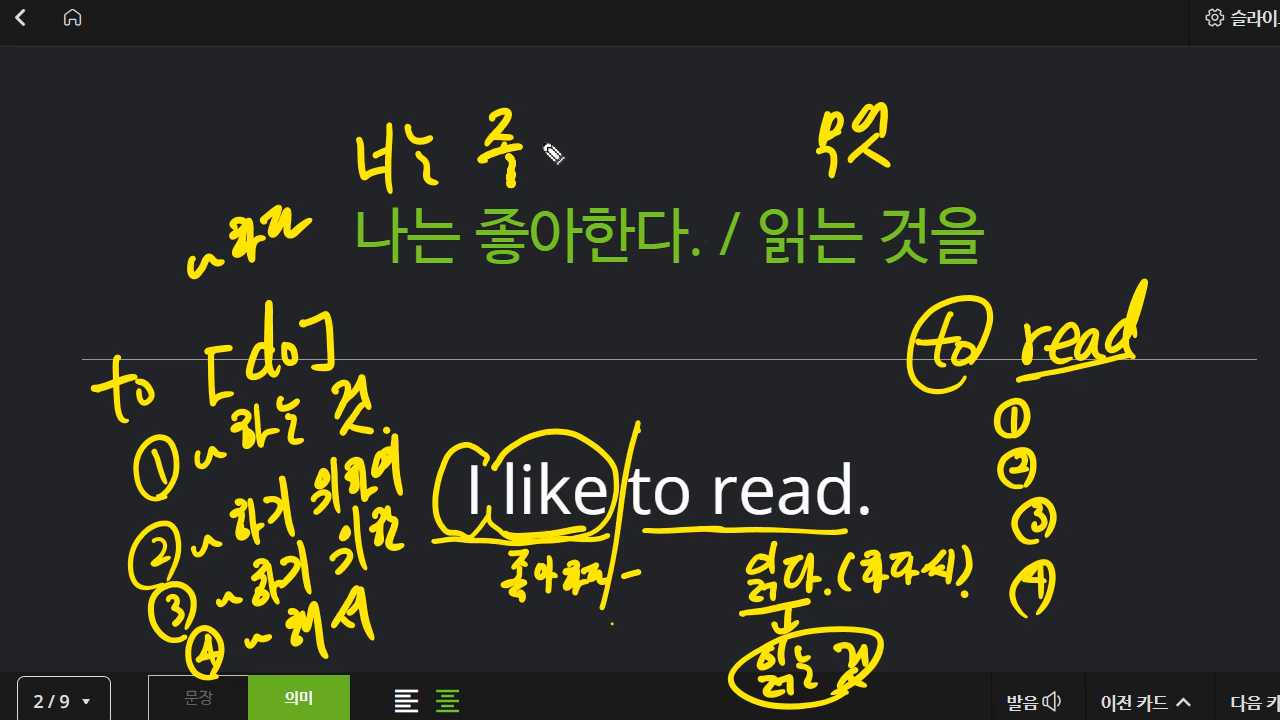 슬라이
나는 좋 무엇
나는 좋아한다. / 읽는 것을
~하
to [do] to read
① ~하는 것.
② ~하기 위하여
③ ~하기 위한
④ ~해서
①
②
③
④
I like to read.
좋아하다
읽다. (하다씨)
읽는 것
2 / 9
문장
의미
발음
이전 카드
다음 카